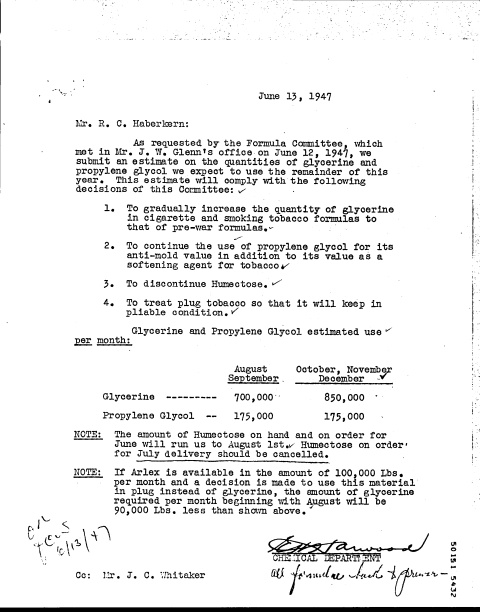 June 13, 1947
Mr. R. C. Haberkern:
As requested by the Formula Committee, which
met in Mr. J. W. Glenn's office on June 12, 1947, we
submit an estimate on the quantities of glycerine and
propylene glycol we expect to use the remainder of this
year. This estimate will comply with the following
decisions of this Committee:
1. To gradually increase the quantity of glycerine
in cigarette and smoking tobacco formulas to
that of pre-war formulas.
2. To continue the use of propylene glycol for its
anti-mold value in addition to its value as a
softening agent for tobacco
3. To discontinue Humectose.
4. To treat plug tobacco so that it will keep in
pliable condition.
Glycerine and Propylene Glycol estimated use
per month:
August October, November
September December
Glycerine --------- 700,000 850,000
Propylene Glycol -- 175,000 175,000
NOTE: The amount of Humectose on hand and on order for
June will run us to August 1st. Humectose on order
for July delivery should be cancelled.
NOTE: If Arlex is available in the amount of 100,000 Lbs.
per month and a decision is made to use this material
in plug instead of glycerine, the amount of glycerine
required per month beginning with August will be
90,000 Lbs. less than shown above.
6/13/47
CHEMICAL DEPARTMENT
All formulae back to prewar-
Cc: Mr. J. C. Whitaker
50151 5432